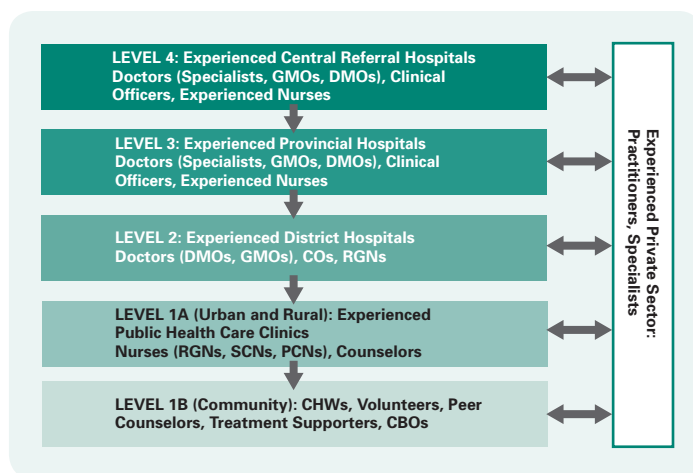 LEVEL 4: Experienced Central Referral Hospitals
Doctors (Specialists, GMOs, DMOs), Clinical
Officers, Experienced Nurses
LEVEL 3: Experienced Provincial Hospitals
Doctors (Specialists, GMOs, DMOs), Clinical
Officers, Experienced Nurses
LEVEL 2: Experienced District Hospitals
Doctors (DMOs, GMOs), COs, RGNs
LEVEL 1A (Urban and Rural): Experienced
Public Health Care Clinics
Nurses (RGNs, SCNs, PCNs), Counselors
LEVEL 1B (Community): CHWs, Volunteers, Peer
Counselors, Treatment Supporters, CBOs
Experienced Private Sector:
Practitioners, Specialists